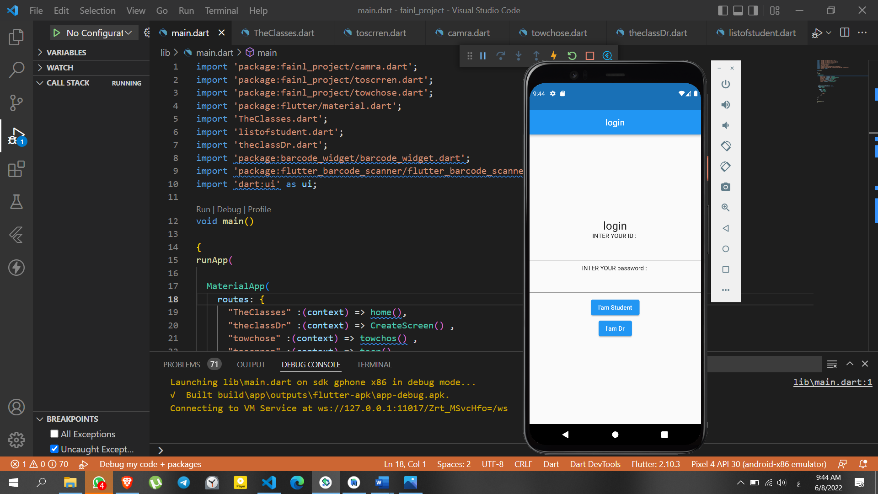 File Edit Selection View Go Run Terminal Help
main.dart - fainl_project - Visual Studio Code
No Configurat
main.dart TheClasses.dart toscrren.dart camra.dart towchose.dart theclassDr.dart listofstudent.dart
lib > main.dart > main
VARIABLES
WATCH
CALL STACK RUNNING
1 import 'package:fainl_project/camra.dart';
2 import 'package:fainl_project/toscrren.dart';
3 import 'package:fainl_project/towchose.dart';
4 import 'package:flutter/material.dart';
5 import 'TheClasses.dart';
6 import 'listofstudent.dart';
7 import 'theclassDr.dart';
8 import 'package:barcode_widget/barcode_widget.dart';
9 import 'package:flutter_barcode_scanner/flutter_barcode_scanne
10 import 'dart:ui' as ui;
11
Run | Debug | Profile
12 void main()
13
14 {
15 runApp(
16
17 MaterialApp(
18 routes: {
19 "TheClasses" :(context) => home(),
20 "theclassDr" :(context) => CreateScreen() ,
21 "towchose" :(context) => towchos() ,
9:44
login
login
INTER YOUR ID :
INTER YOUR password :
I'am Student
I am Dr
PROBLEMS 71 OUTPUT DEBUG CONSOLE TERMINAL
Launching lib\main.dart on sdk gphone x86 in debug mode...
lib\main.dart:1
√ Built build\app\outputs\flutter-apk\app-debug.apk.
Connecting to VM Service at ws://127.0.0.1:11017/Zrt_MSvcHfo=/ws
BREAKPOINTS
All Exceptions
Uncaught Except...
1 0 70 Debug my code + packages
Ln 18, Col 1 Spaces: 2 UTF-8 CRLF Dart Dart DevTools Flutter: 2.10.3 Pixel 4 API 30 (android-x86 emulator)
9:44 AM
6/8/2022